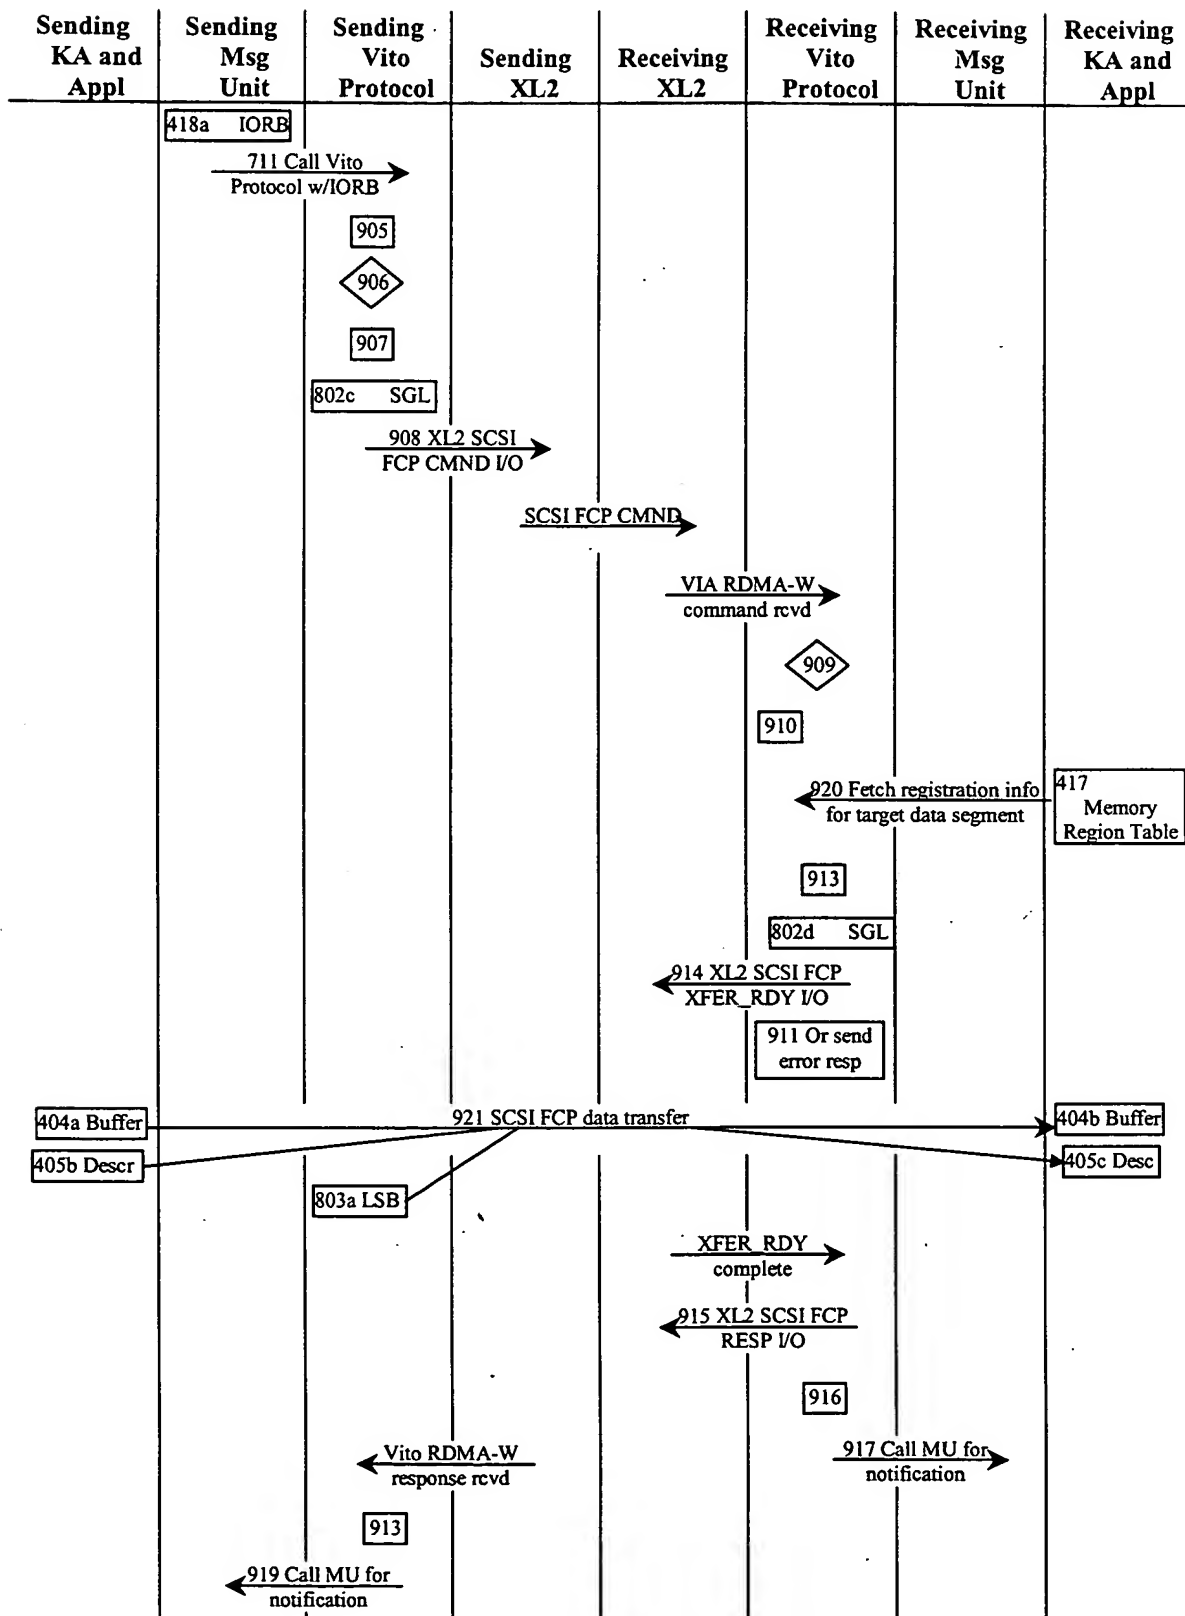 Sending KA and Appl
Sending Msg Unit
Sending Vito Protocol
Sending XL2
Receiving XL2
Receiving Vito Protocol
Receiving Msg Unit
Receiving KA and Appl
418a IORB
711 Call Vito
Protocol w/IORB
905
906
907
802c SGL
908 XL2 SCSI
FCP CMND I/O
SCSI FCP CMND
VIA RDMA-W
command rcvd
909
910
920 Fetch registration info
for target data segment
417
Memory
Region Table
913
802d SGL
914 XL2 SCSI FCP
XFER_RDY I/O
911 Or send
error resp
404a Buffer
921 SCSI FCP data transfer
404b Buffer
405b Descr
405c Desc
803a LSB
XFER_RDY
complete
915 XL2 SCSI FCP
RESP I/O
916
Vito RDMA-W
response rcvd
917 Call MU for
notification
913
919 Call MU for
notification